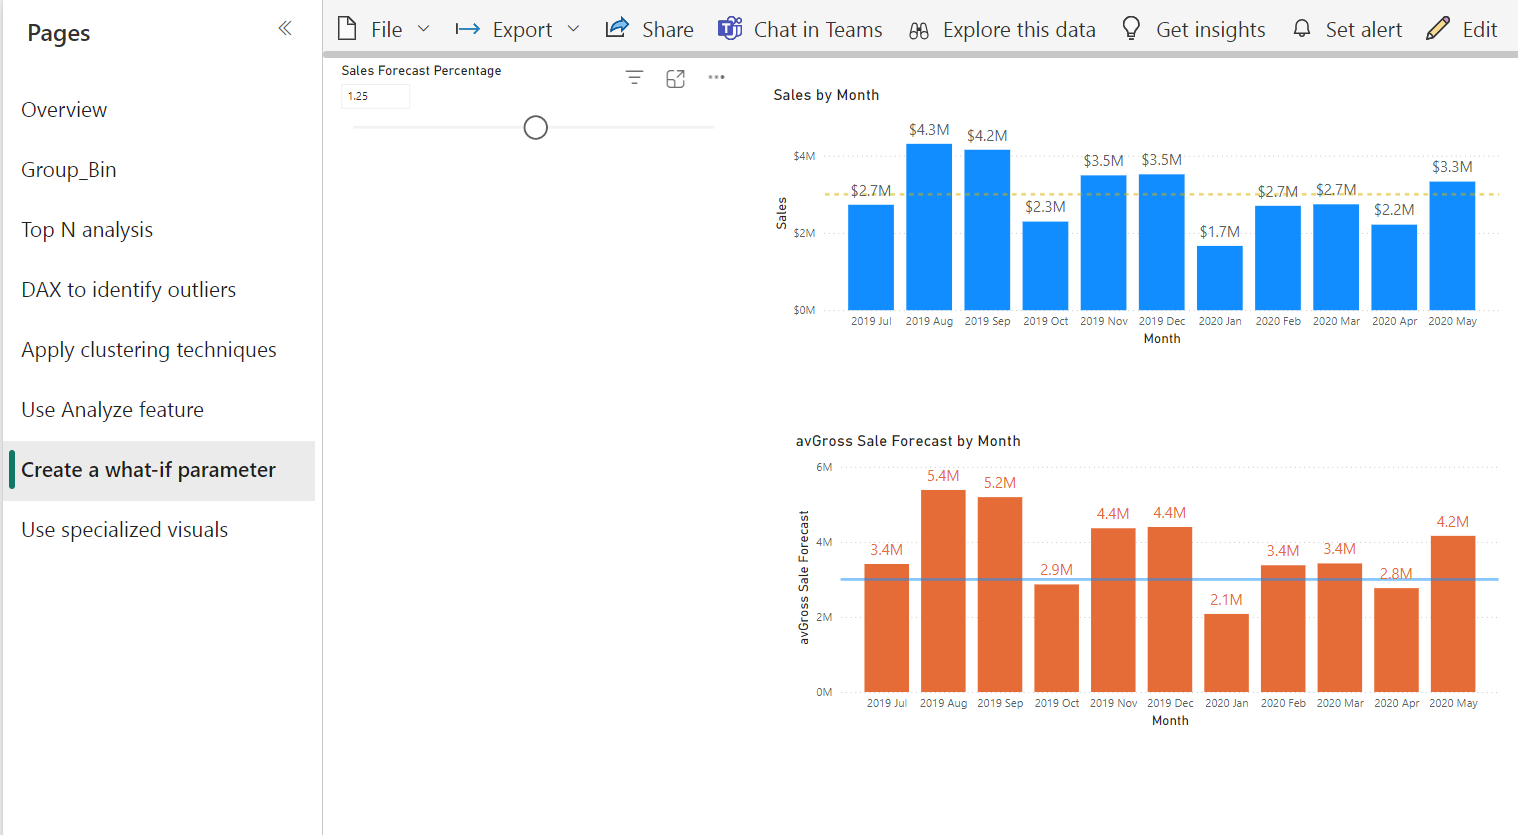 Pages
Overview
Group_Bin
Top N analysis
DAX to identify outliers
Apply clustering techniques
Use Analyze feature
Create a what-if parameter
Use specialized visuals
File Export Share Chat in Teams Explore this data Get insights Set alert Edit
Sales Forecast Percentage
1.25
Sales by Month
Sales
$4M
$2M
$0M
$2.7M $4.3M $4.2M $2.3M $3.5M $3.5M $1.7M $2.7M $2.7M $2.2M $3.3M
2019 Jul 2019 Aug 2019 Sep 2019 Oct 2019 Nov 2019 Dec 2020 Jan 2020 Feb 2020 Mar 2020 Apr 2020 May
Month
avGross Sale Forecast by Month
avGross Sale Forecast
6M
4M
2M
0M
3.4M 5.4M 5.2M 2.9M 4.4M 4.4M 2.1M 3.4M 3.4M 2.8M 4.2M
2019 Jul 2019 Aug 2019 Sep 2019 Oct 2019 Nov 2019 Dec 2020 Jan 2020 Feb 2020 Mar 2020 Apr 2020 May
Month